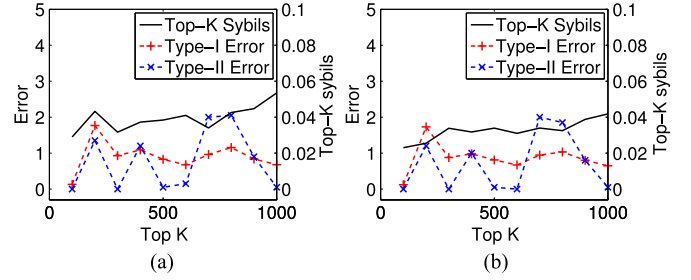 5 0.1 5 0.1
Top-K Sybils Top-K Sybils
4 Type-I Error 0.08 4 Type-I Error 0.08
Type-II Error Type-II Error
3 0.06 3 0.06
Error Top-K sybils Error Top-K sybils
2 0.04 2 0.04
1 0.02 1 0.02
0 0 0 0
0 500 1000 0 500 1000
Top K Top K
(a) (b)